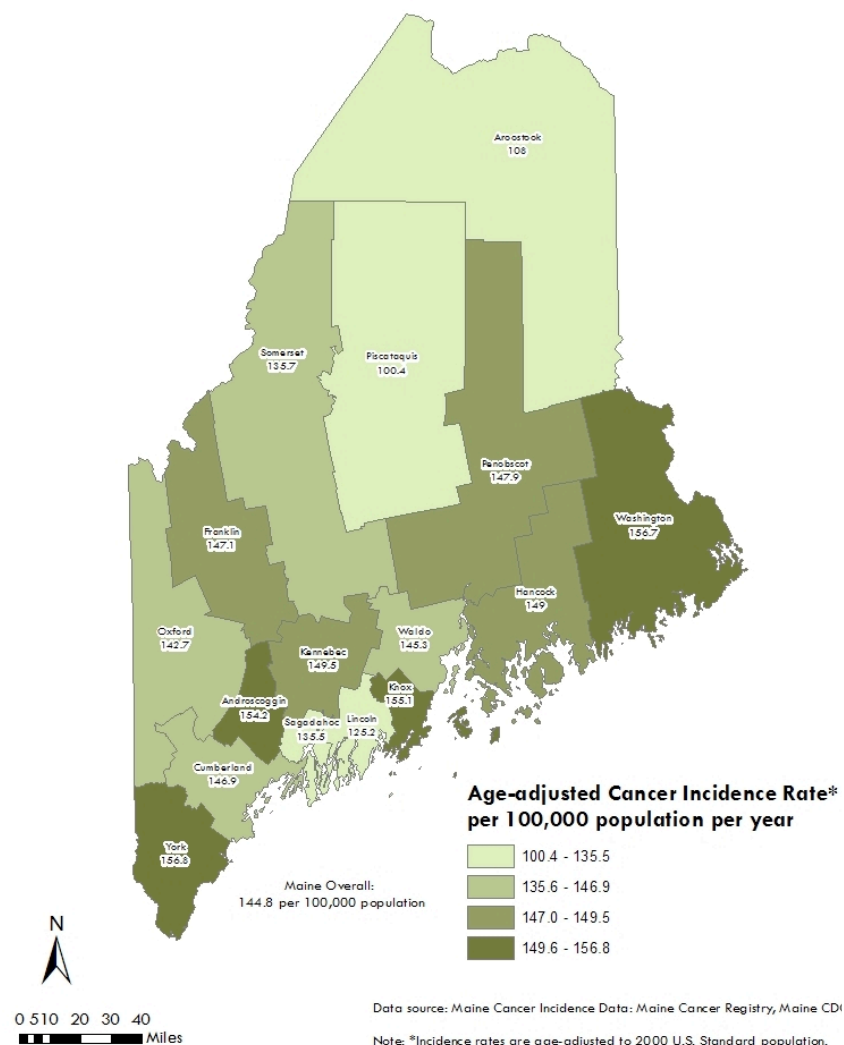 Aroostook
108
Somerset
135.7
Piscataquis
100.4
Penobscot
147.9
Washington
156.7
Franklin
147.1
Hancock
149
Oxford
142.7
Kennebec
149.5
Waldo
145.3
Androscoggin
154.2
Knox
155.1
Sagadahoc
135.5
Lincoln
125.2
Cumberland
146.9
York
156.8
Age-adjusted Cancer Incidence Rate*
per 100,000 population per year
100.4 - 135.5
135.6 - 146.9
147.0 - 149.5
149.6 - 156.8
Maine Overall:
144.8 per 100,000 population
N
0 5 10 20 30 40
Miles
Data source: Maine Cancer Incidence Data: Maine Cancer Registry, Maine CD
Note: *Incidence rates are age-adjusted to 2000 U.S. Standard population.